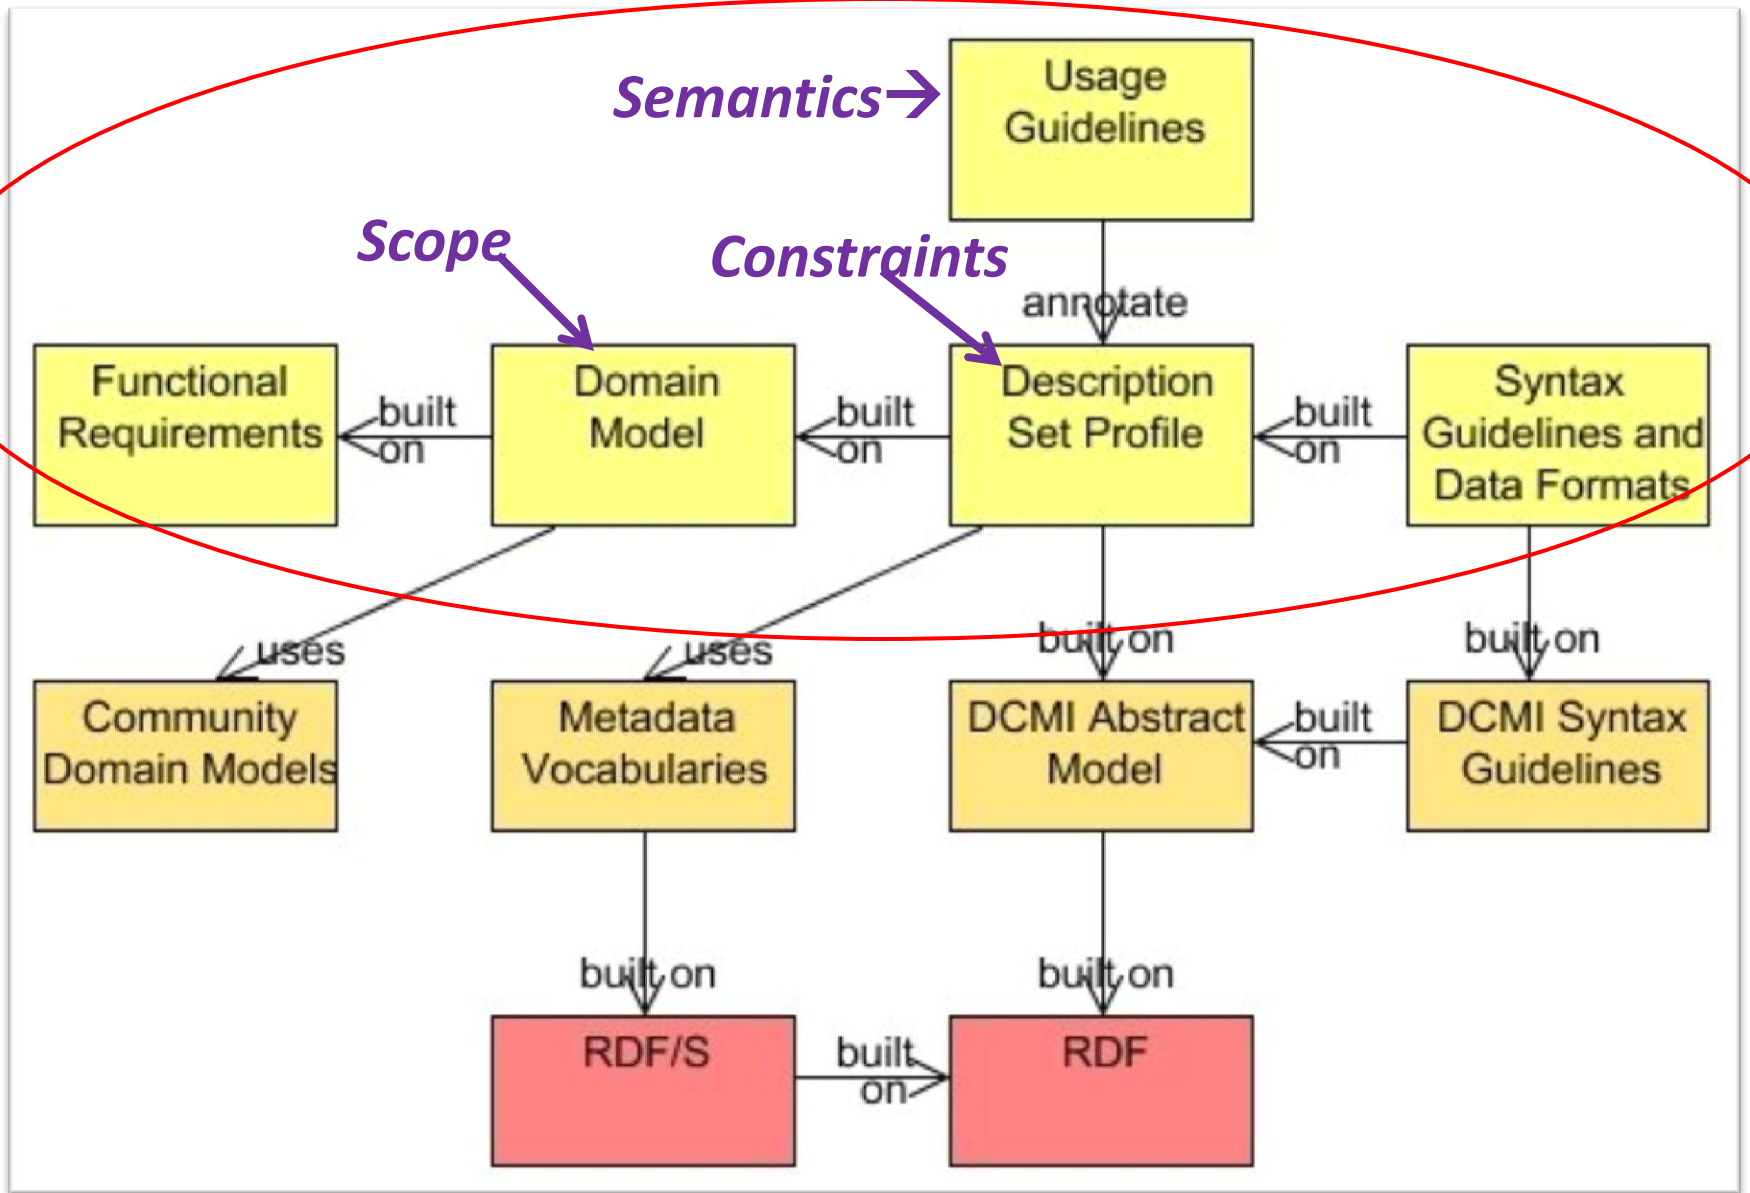 Usage
Guidelines
Semantics→
Scope
Constraints
annotate
Functional
Requirements
built
on
Domain
Model
built
on
Description
Set Profile
built
on
Syntax
Guidelines and
Data Formats
uses
uses
built on
built on
Community
Domain Models
Metadata
Vocabularies
DCMI Abstract
Model
built
on
DCMI Syntax
Guidelines
built on
built on
RDF/S
built
on
RDF